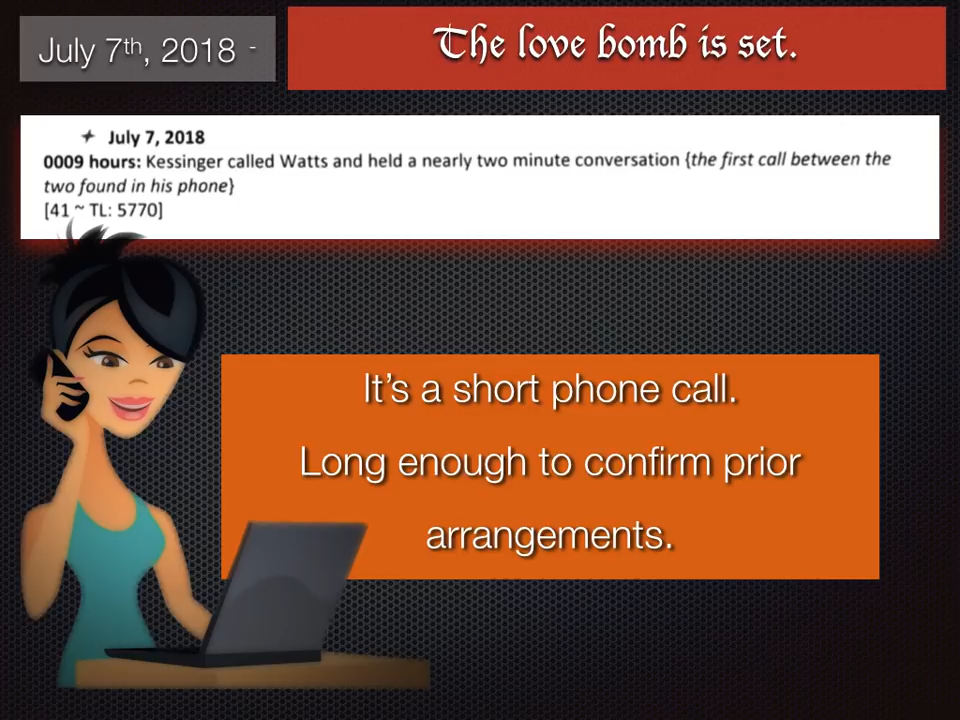 July 7th, 2018 -
The love bomb is set.
+ July 7, 2018
0009 hours: Kessinger called Watts and held a nearly two minute conversation {the first call between the
two found in his phone}
[41 ~ TL: 5770]
It's a short phone call.
Long enough to confirm prior
arrangements.